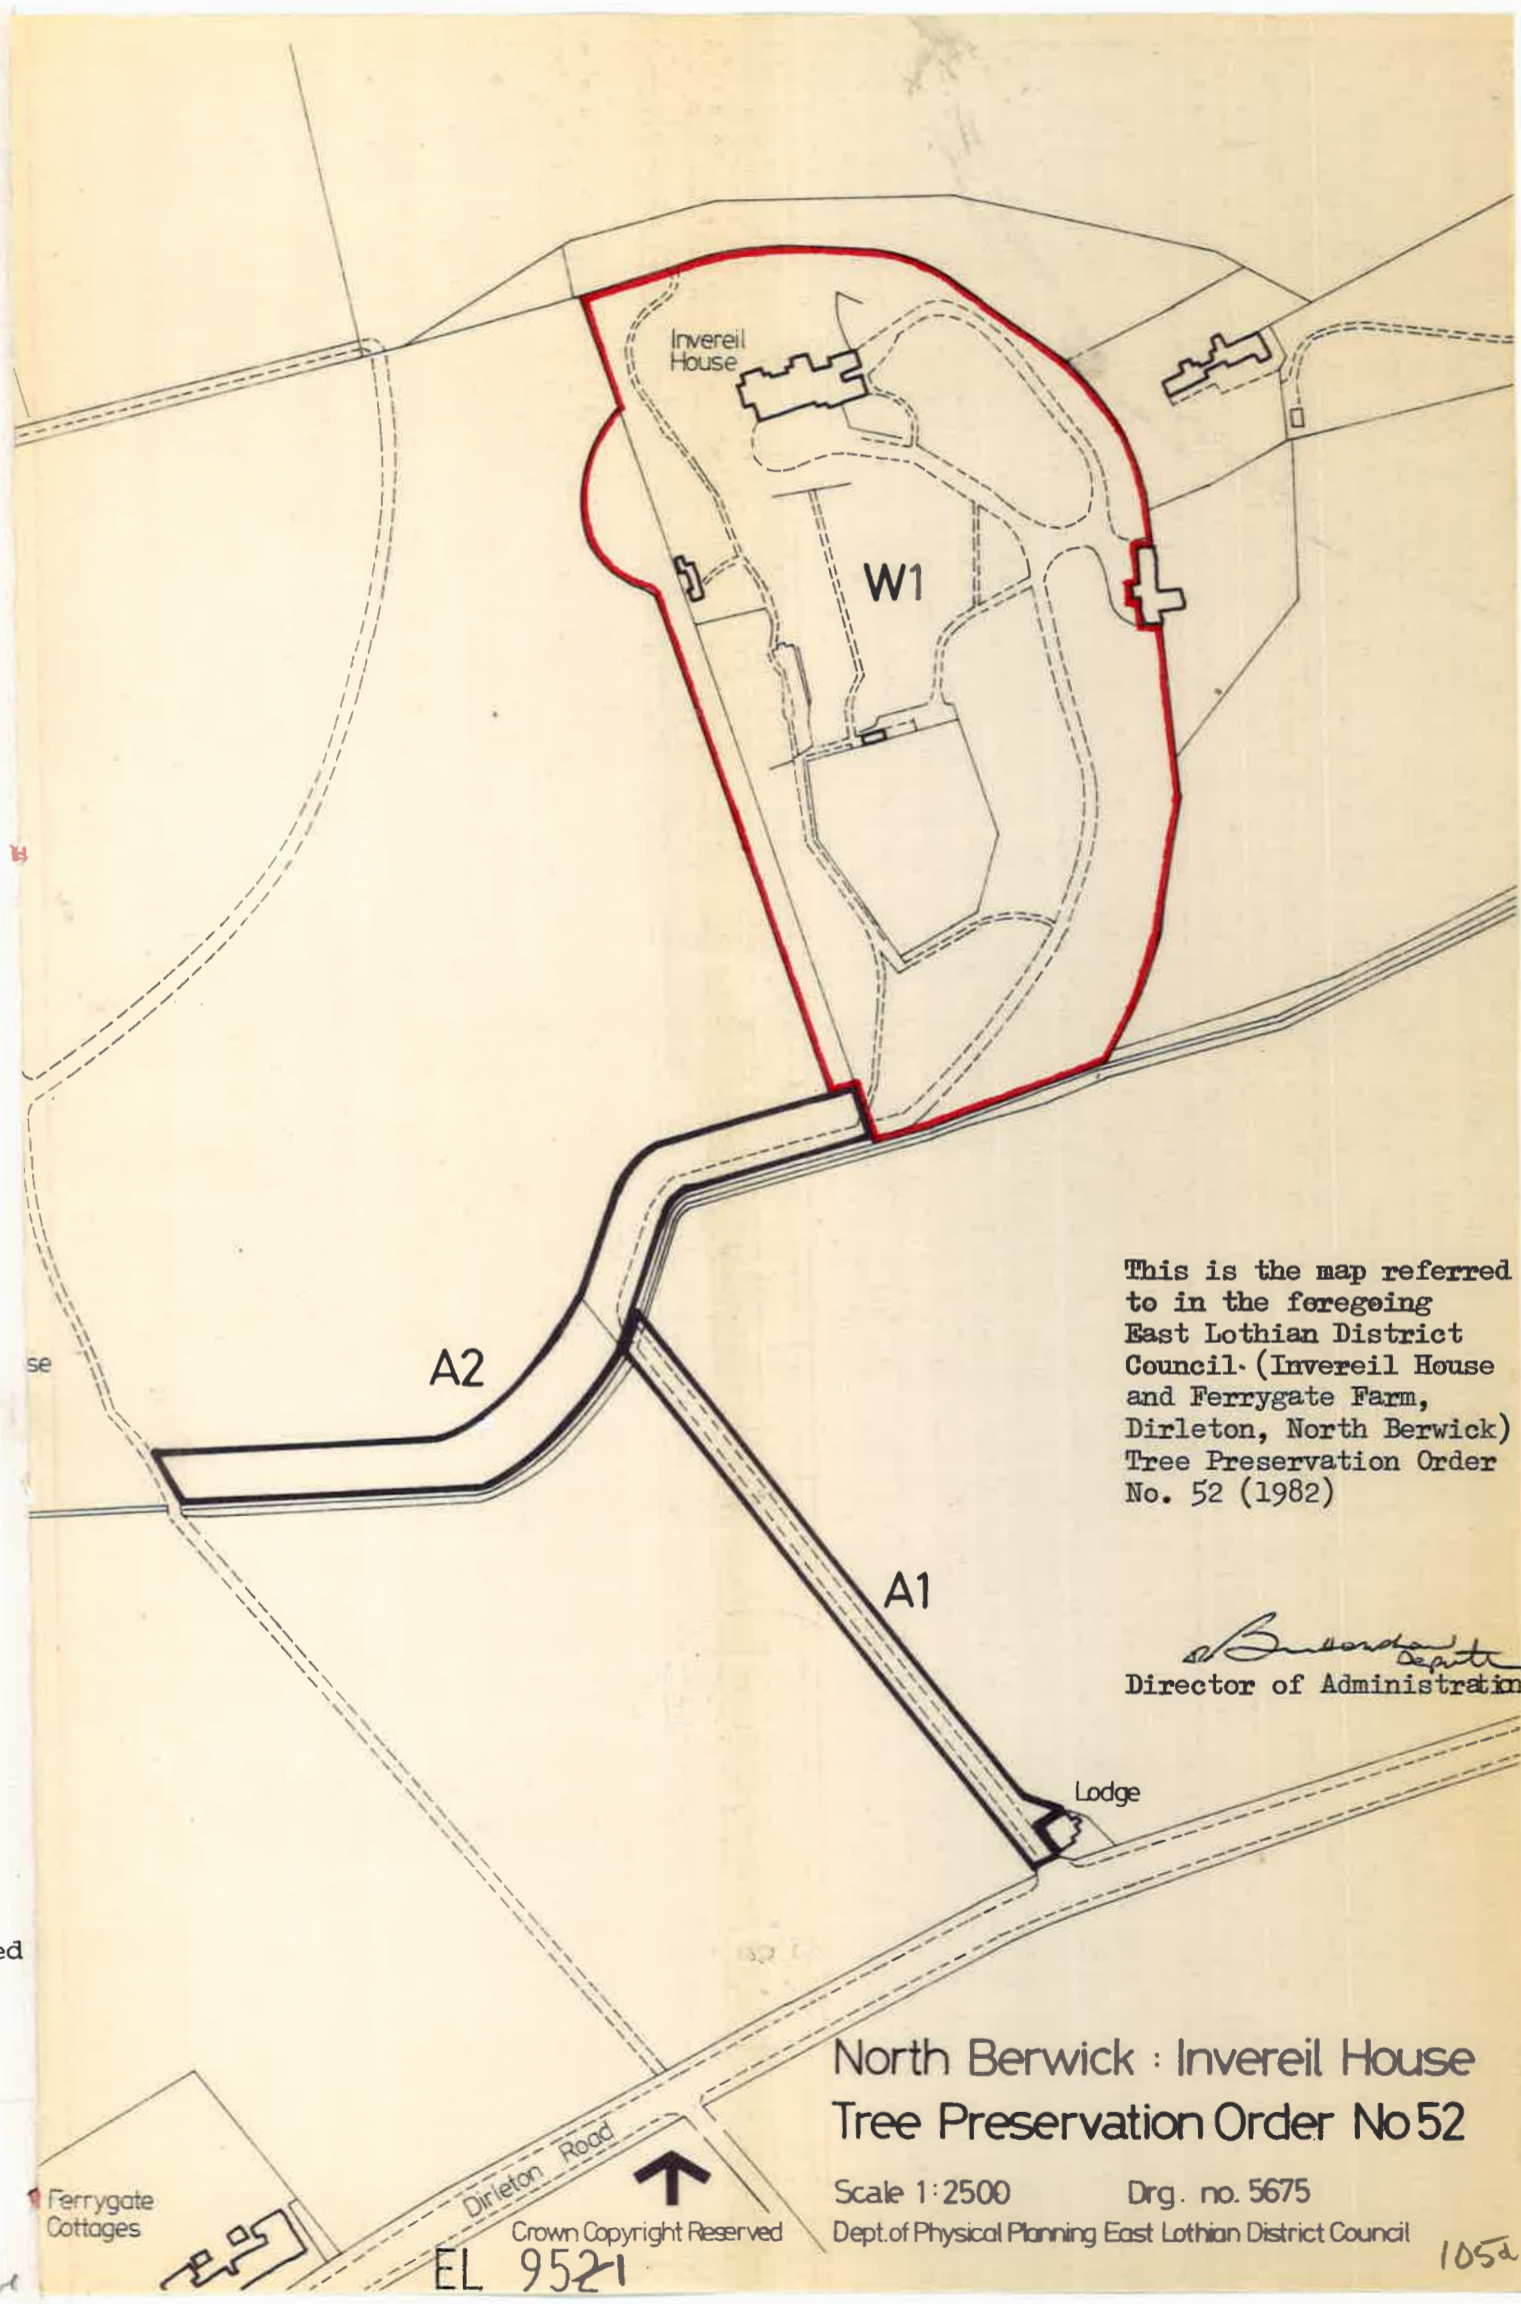 Invereil
House
W1
This is the map referred
to in the foregoing
East Lothian District
Council (Invereil House
and Ferrygate Farm,
Dirleton, North Berwick)
Tree Preservation Order
No. 52 (1982)
se
A2
A1
Depute
Director of Administration
Lodge
ed
North Berwick : Invereil House
Tree Preservation Order No 52
Scale 1:2500 Drg. no. 5675
Dept. of Physical Planning East Lothian District Council
Dirleton Road
Ferrygate
Cottages
Crown Copyright Reserved
EL 9521
105d